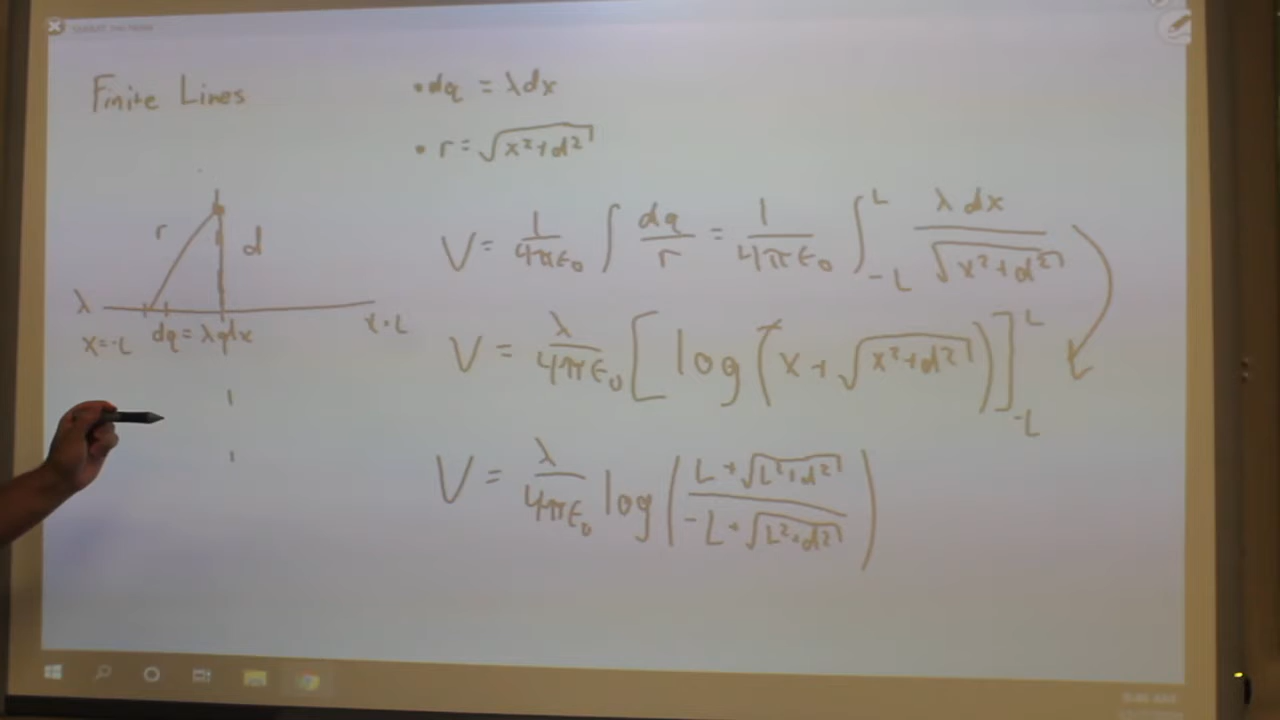 Finite Lines
• dq = λdx
• r = √(x²+d²)
r
d
λ
x=-L
dq = λdx
x=L
V = 1/(4πϵ₀) ∫ dq/r = 1/(4πϵ₀) ∫_{-L}^{L} λ dx/√(x²+d²)
V = λ/(4πϵ₀) [log(x+√(x²+d²))]_{-L}^{L}
V = λ/(4πϵ₀) log((L+√(L²+d²))/(-L+√(L²+d²)))